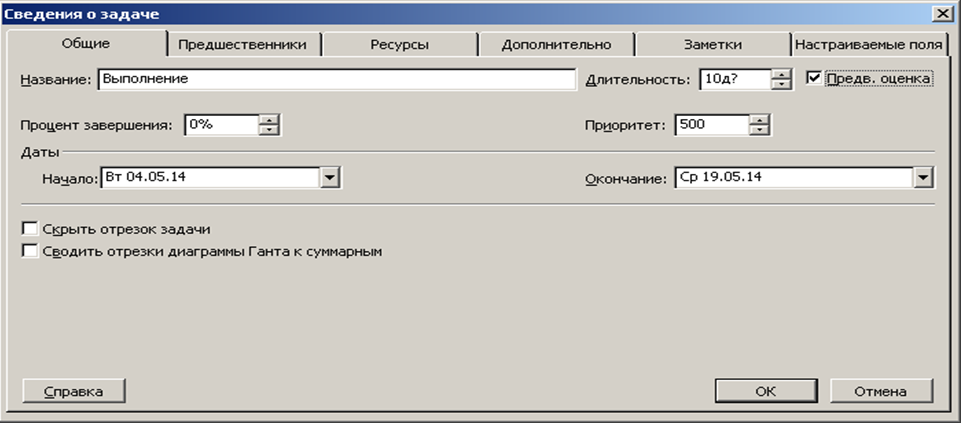 Сведения о задаче
Общие Предшественники Ресурсы Дополнительно Заметки Настраиваемые поля
Название: Выполнение Длительность: 10д? Предв. оценка
Процент завершения: 0% Приоритет: 500
Даты
Начало: Вт 04.05.14 Окончание: Ср 19.05.14
Скрыть отрезок задачи
Сводить отрезки диаграммы Ганта к суммарным
Справка ОК Отмена